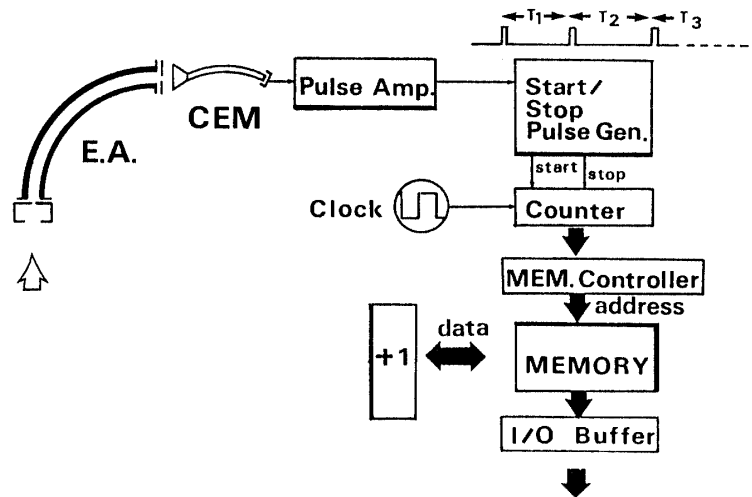 T1 T2 T3
Pulse Amp.
Start/
Stop
Pulse Gen.
CEM
E.A.
start
stop
Clock
Counter
MEM. Controller
address
data
+1
MEMORY
I/O Buffer